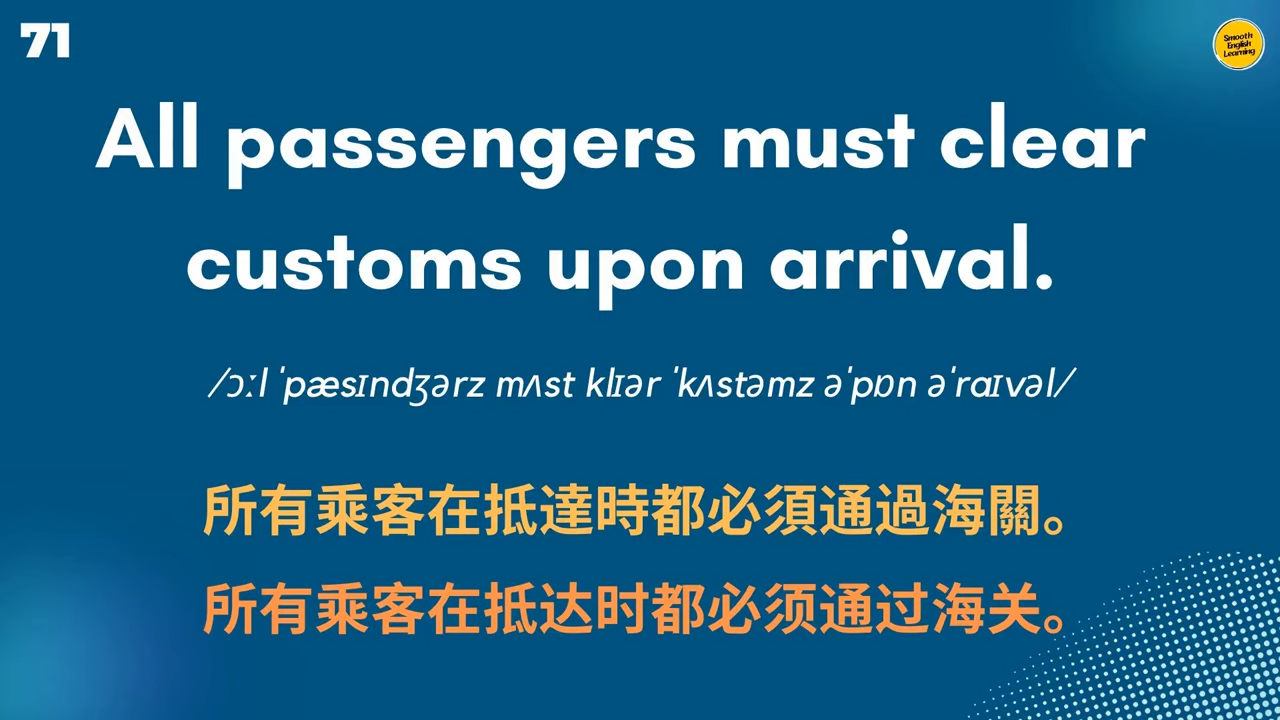 71
Smooth
English
Learning
All passengers must clear
customs upon arrival.
/ɔːl ˈpæsɪndʒərz mʌst klɪər ˈkʌstəmz əˈpɒn əˈraɪvəl/
所有乘客在抵達時都必須通過海關。
所有乘客在抵达时都必须通过海关。